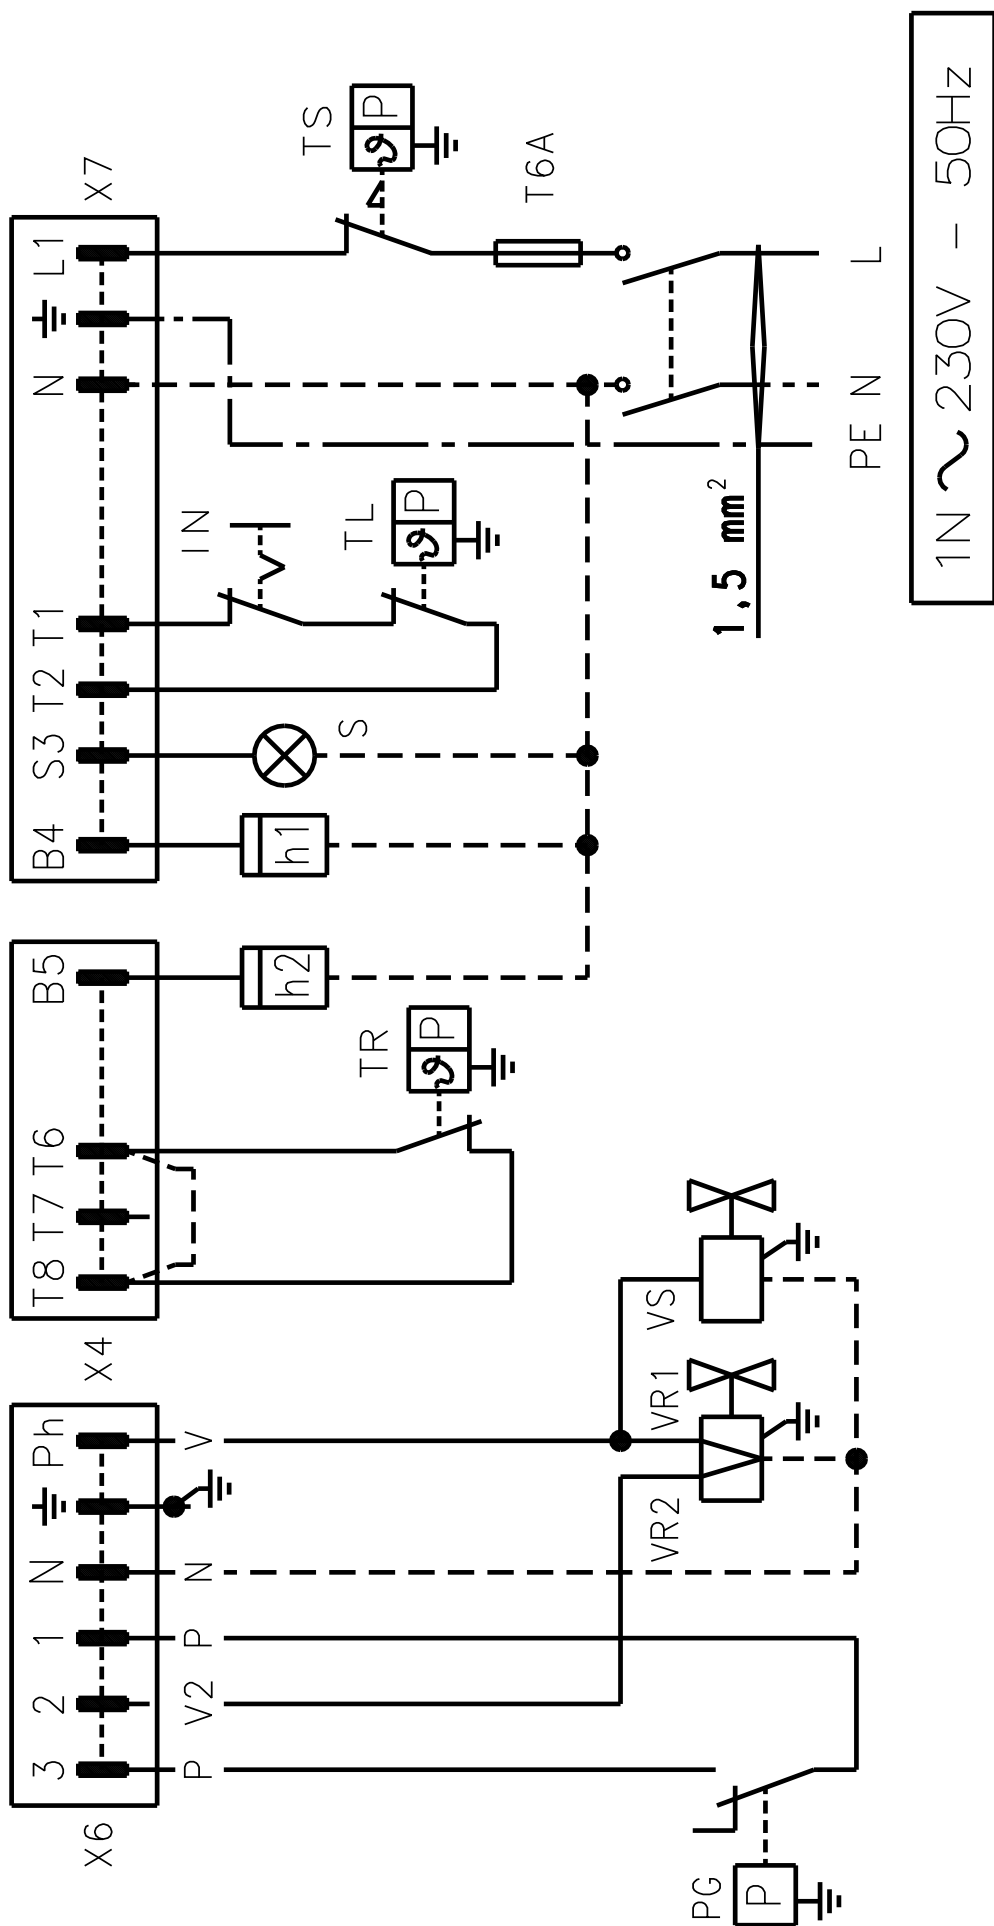 X7
L1
N
T1
T2
S3
B4
TS
P
T6A
L
N
PE
1N ~ 230V - 50Hz
1,5 mm²
IN
TL
P
S
h1
X4
B5
T6
T7
T8
h2
TR
P
X6
Ph
N
1
2
3
V
N
P
V2
P
VS
VR1
VR2
PG
P